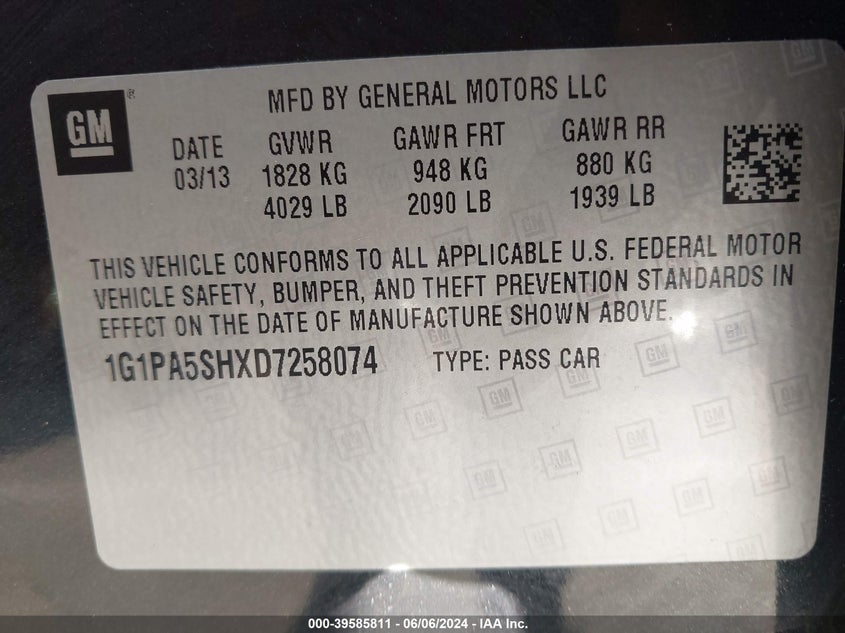 GM ® MFD BY GENERAL MOTORS LLC
DATE GVWR GAWR FRT GAWR RR
03/13 1828 KG 948 KG 880 KG
4029 LB 2090 LB 1939 LB
THIS VEHICLE CONFORMS TO ALL APPLICABLE U.S. FEDERAL MOTOR
VEHICLE SAFETY, BUMPER, AND THEFT PREVENTION STANDARDS IN
EFFECT ON THE DATE OF MANUFACTURE SHOWN ABOVE.
1G1PA5SHXD7258074 TYPE: PASS CAR
000-39585811 - 06/06/2024 - IAA Inc.